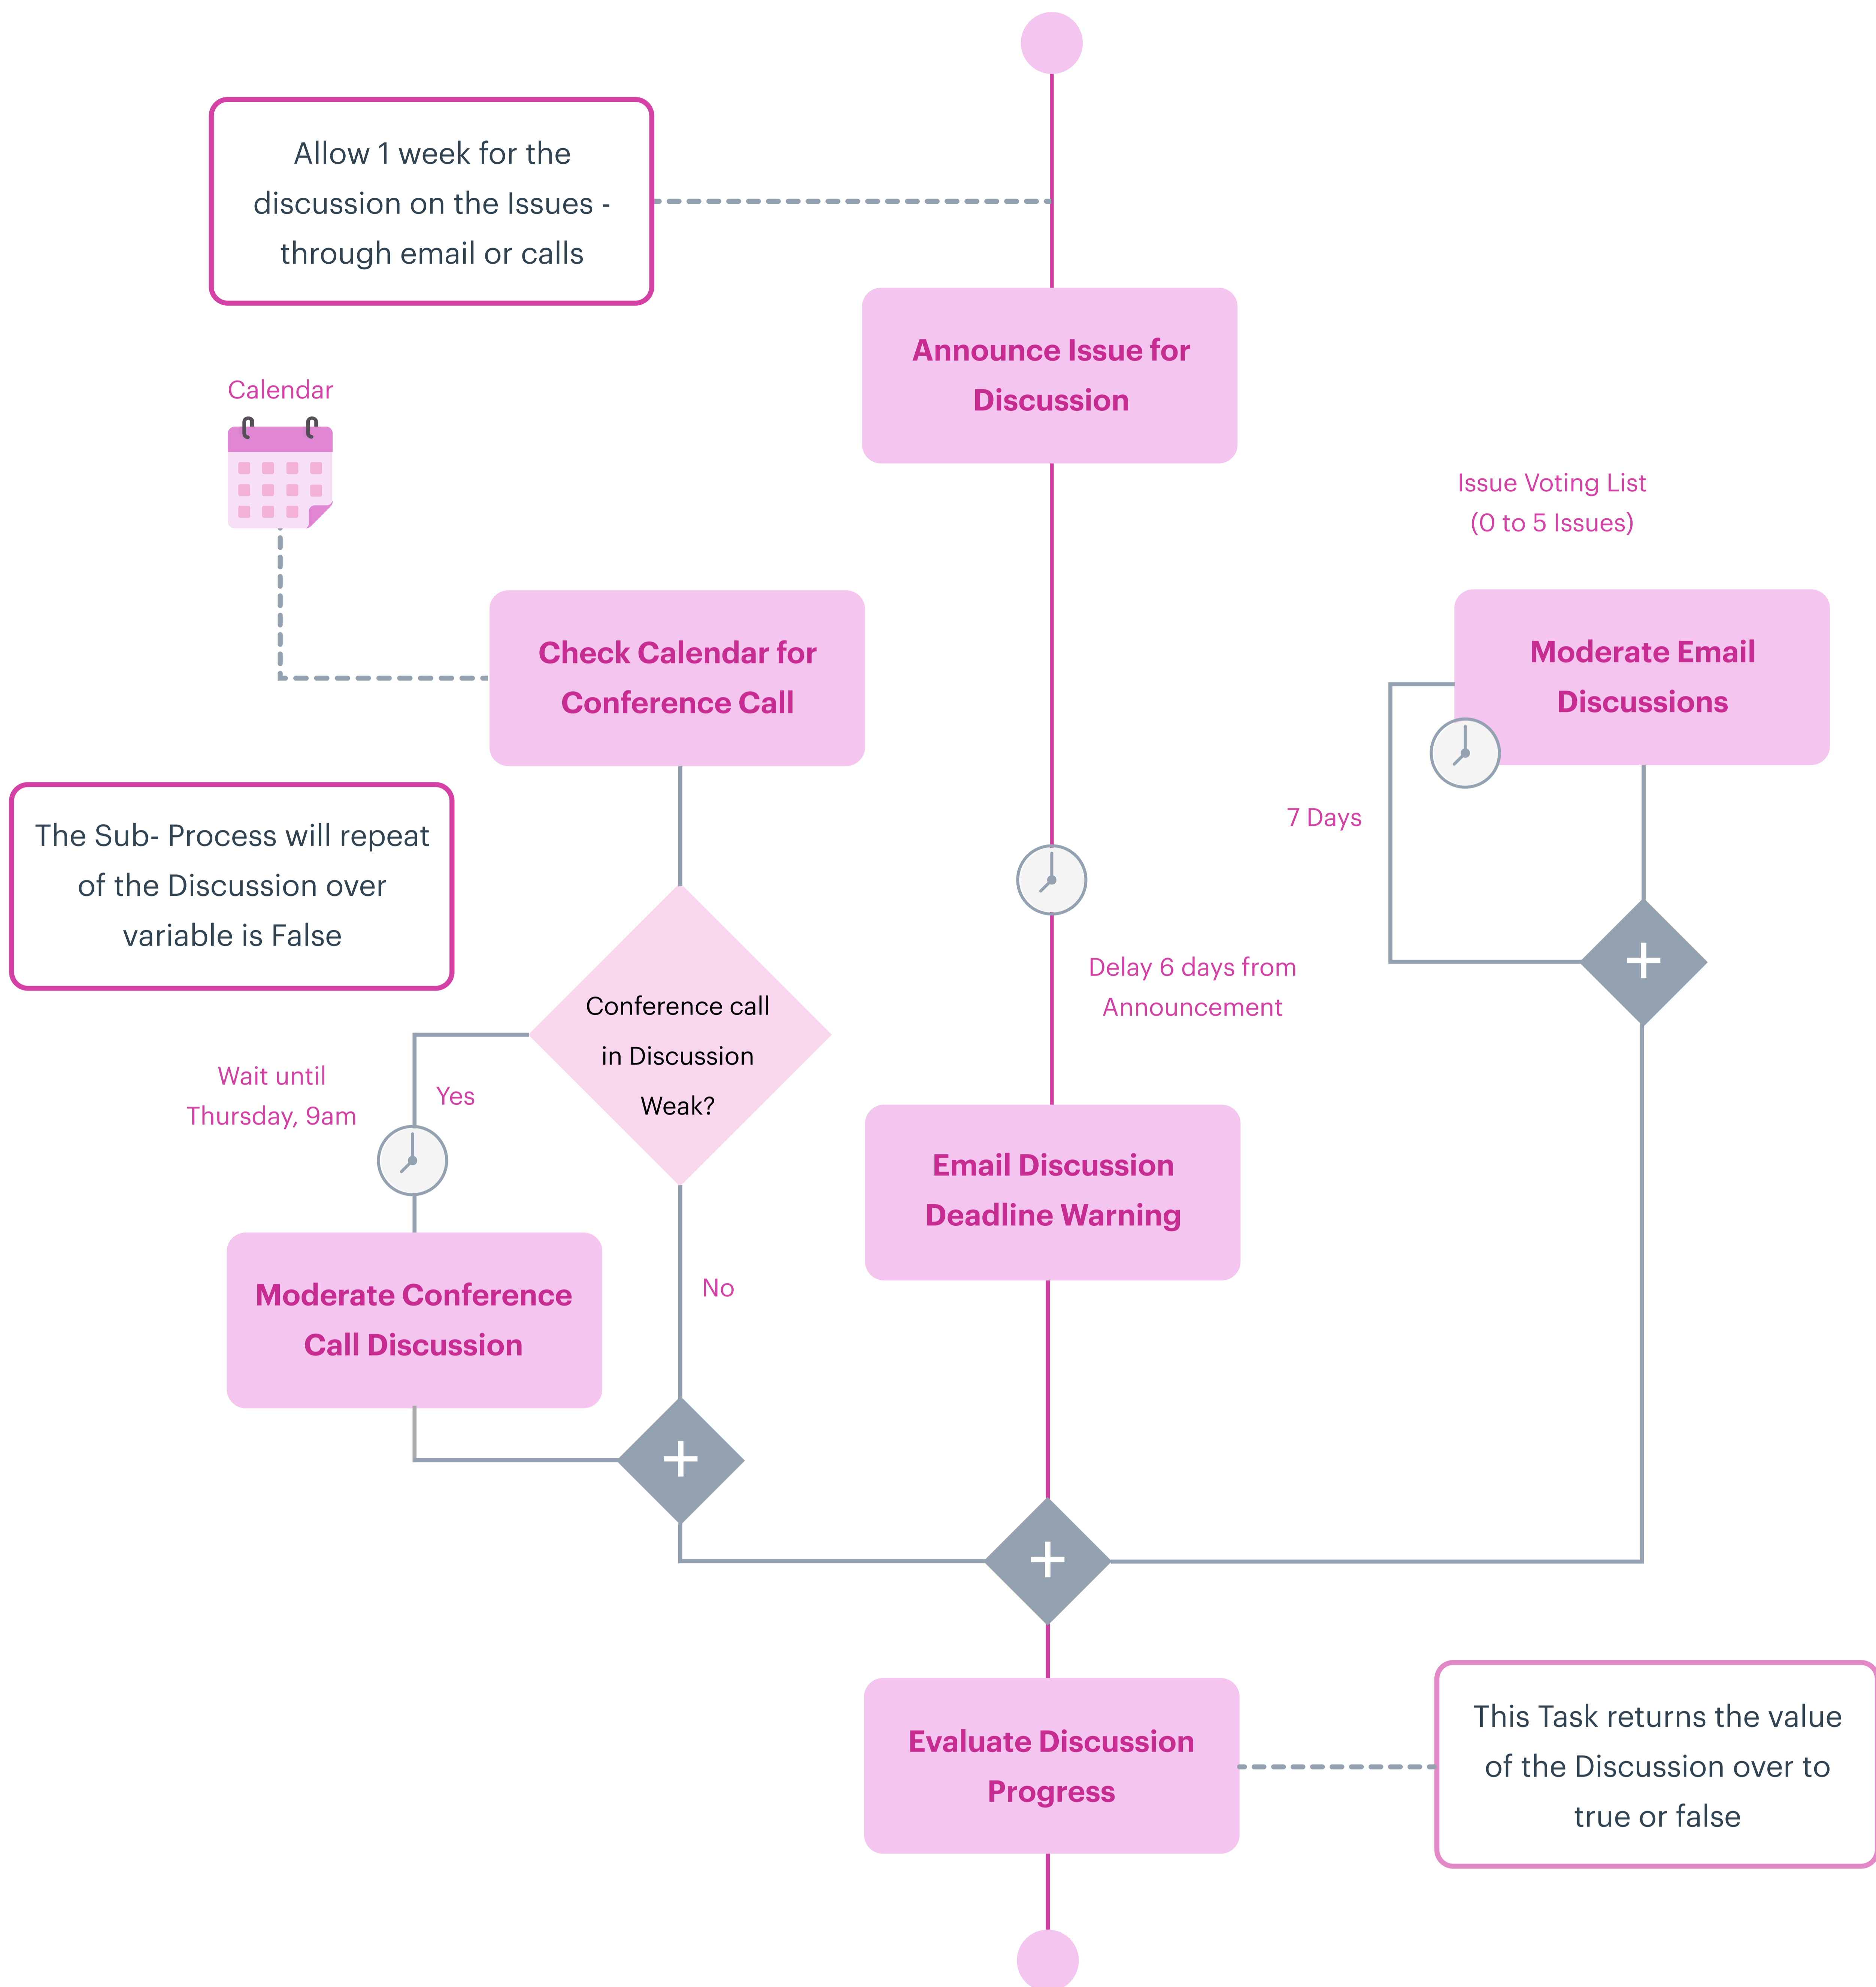 Allow 1 week for the
discussion on the Issues -
through email or calls
Announce Issue for
Discussion
Calendar
Issue Voting List
(0 to 5 Issues)
Check Calendar for
Conference Call
Moderate Email
Discussions
The Sub- Process will repeat
of the Discussion over
variable is False
7 Days
Delay 6 days from
Announcement
Conference call
in Discussion
Weak?
Wait until
Thursday, 9am
Yes
Email Discussion
Deadline Warning
Moderate Conference
Call Discussion
No
Evaluate Discussion
Progress
This Task returns the value
of the Discussion over to
true or false